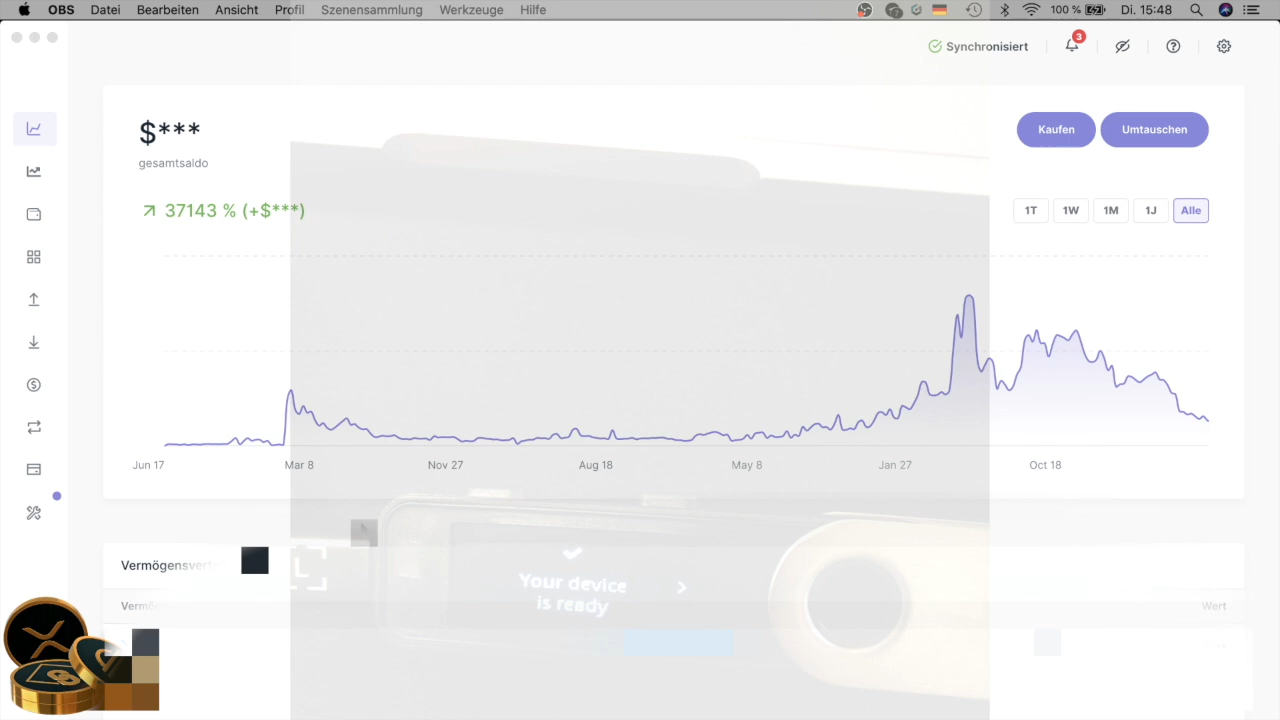 OBS Datei Bearbeiten Ansicht Profil Szenensammlung Werkzeuge Hilfe 100 % Di. 15:48
Synchronisiert 3
$***
Kaufen Umtauschen
gesamtsaldo
37143 % (+$***)
1T 1W 1M 1J Alle
Jun 17 Mar 8 Nov 27 Aug 18 May 8 Jan 27 Oct 18
Your device
is ready
Wert